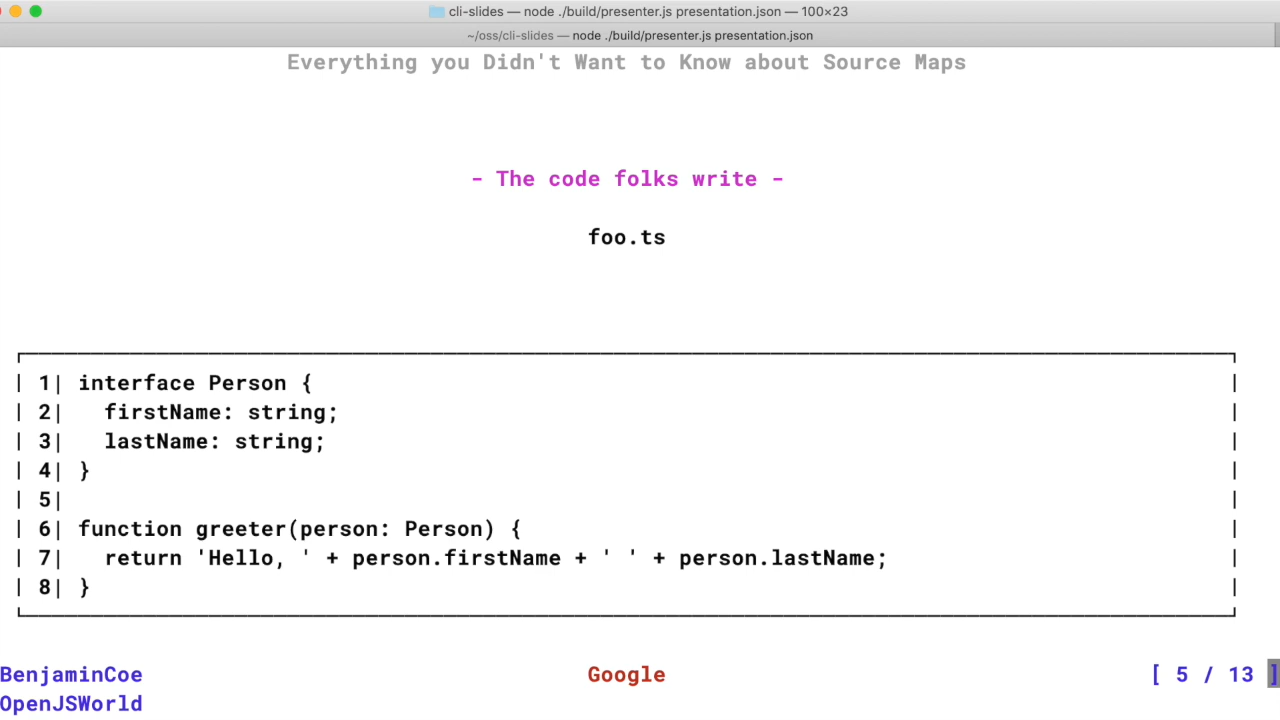 cli-slides — node ./build/presenter.js presentation.json — 100×23
~/oss/cli-slides — node ./build/presenter.js presentation.json
Everything you Didn't Want to Know about Source Maps
- The code folks write -
foo.ts
| 1| interface Person {
| 2|   firstName: string;
| 3|   lastName: string;
| 4| }
| 5|
| 6| function greeter(person: Person) {
| 7|   return 'Hello, ' + person.firstName + ' ' + person.lastName;
| 8| }
BenjaminCoe Google [ 5 / 13 ]
OpenJSWorld